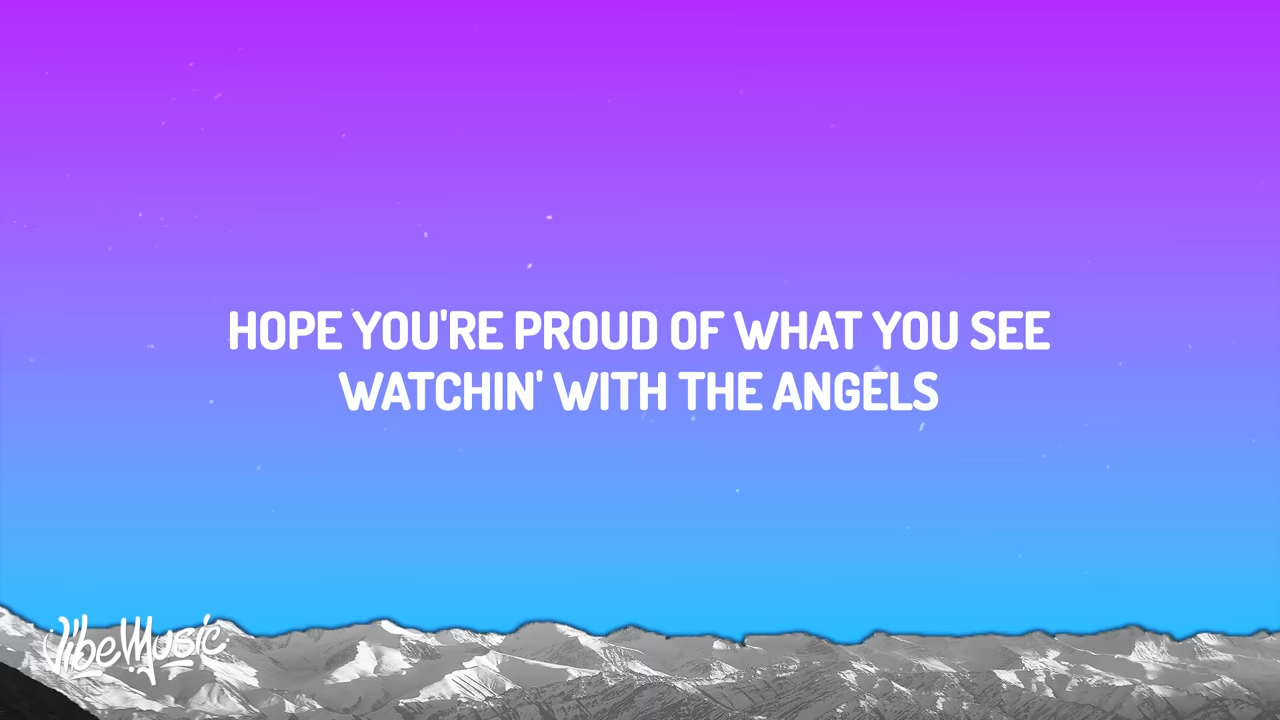 HOPE YOU'RE PROUD OF WHAT YOU SEE
WATCHIN' WITH THE ANGELS
VibeMusic